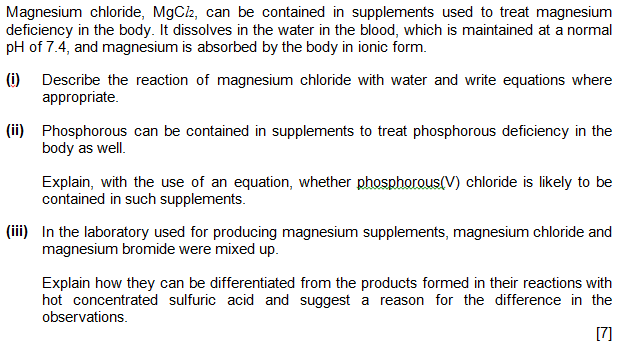 Magnesium chloride, MgCl2, can be contained in supplements used to treat magnesium
deficiency in the body. It dissolves in the water in the blood, which is maintained at a normal
pH of 7.4, and magnesium is absorbed by the body in ionic form.
(i) Describe the reaction of magnesium chloride with water and write equations where
appropriate.
(ii) Phosphorous can be contained in supplements to treat phosphorous deficiency in the
body as well.
Explain, with the use of an equation, whether phosphorous(V) chloride is likely to be
contained in such supplements.
(iii) In the laboratory used for producing magnesium supplements, magnesium chloride and
magnesium bromide were mixed up.
Explain how they can be differentiated from the products formed in their reactions with
hot concentrated sulfuric acid and suggest a reason for the difference in the
observations.
[7]